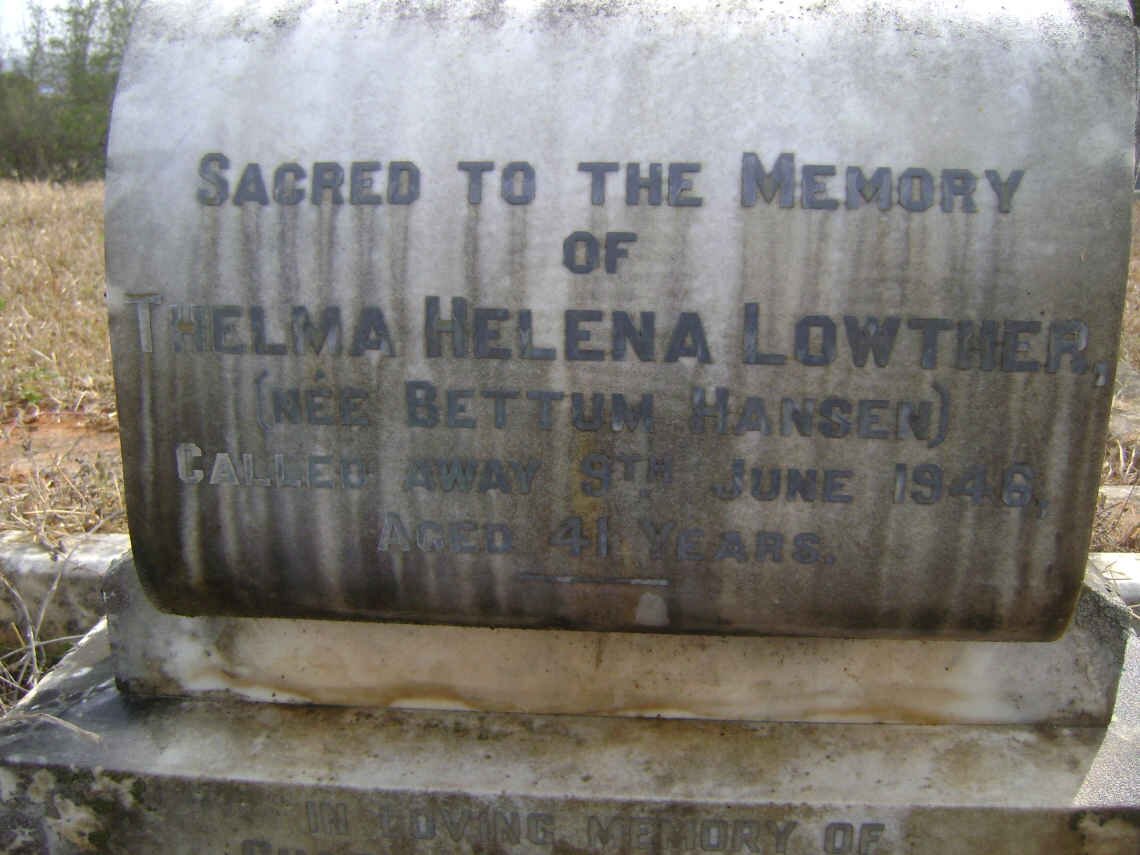 Sacred to the Memory
of
Thelma Helena Lowther,
(née Bettum Hansen)
Called away 9th June 1946,
Aged 41 Years.
In Loving Memory of